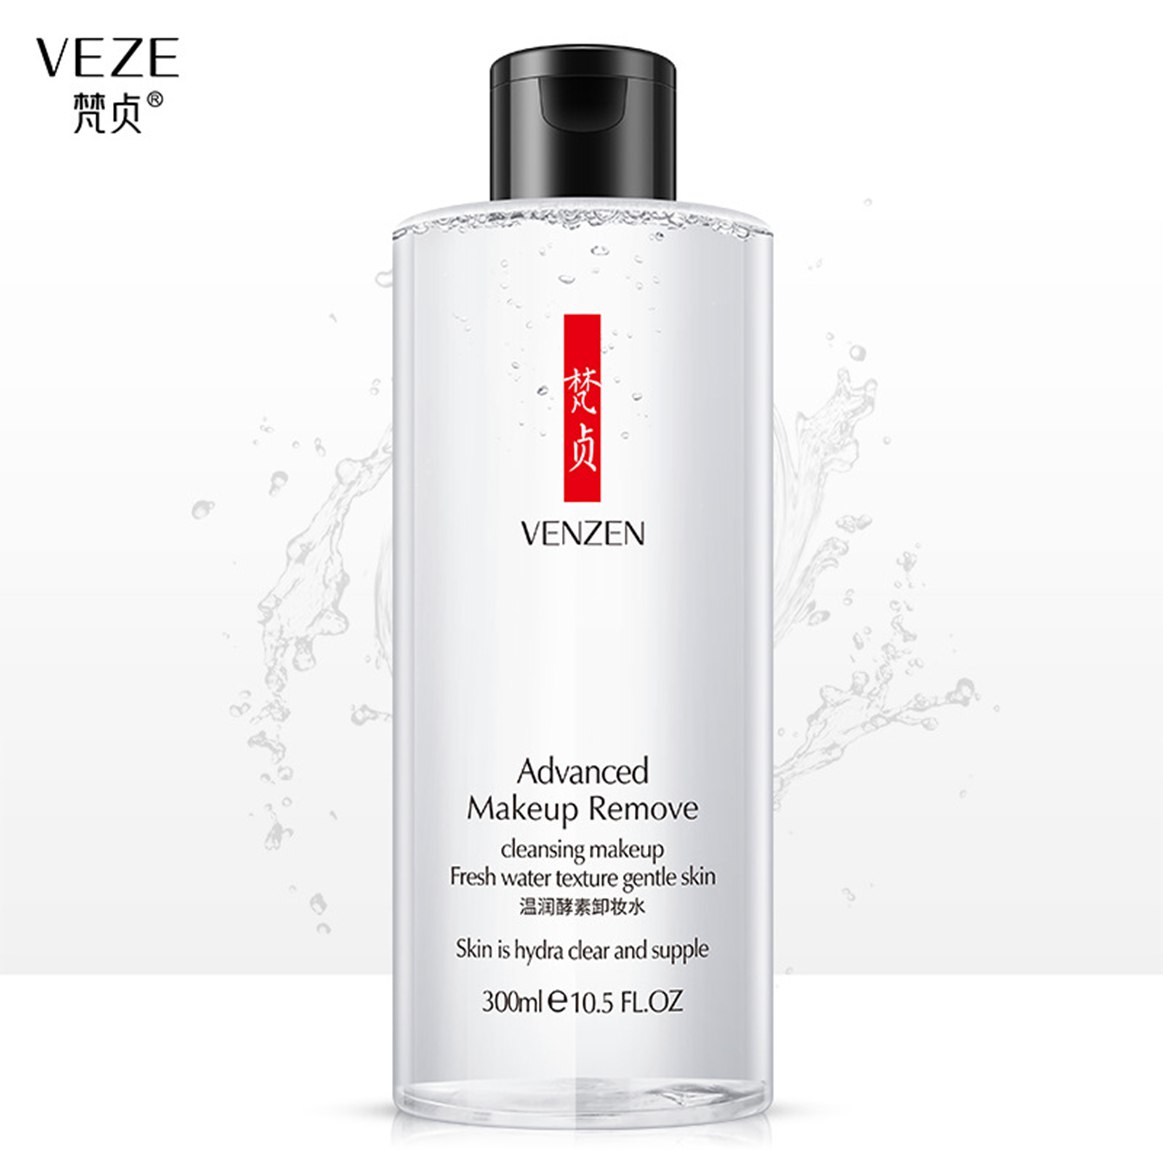 VEZE
梵贞®
梵
贞
VENZEN
Advanced
Makeup Remove
cleansing makeup
Fresh water texture gentle skin
温润酵素卸妆水
Skin is hydra clear and supple
300ml e 10.5 FL.OZ